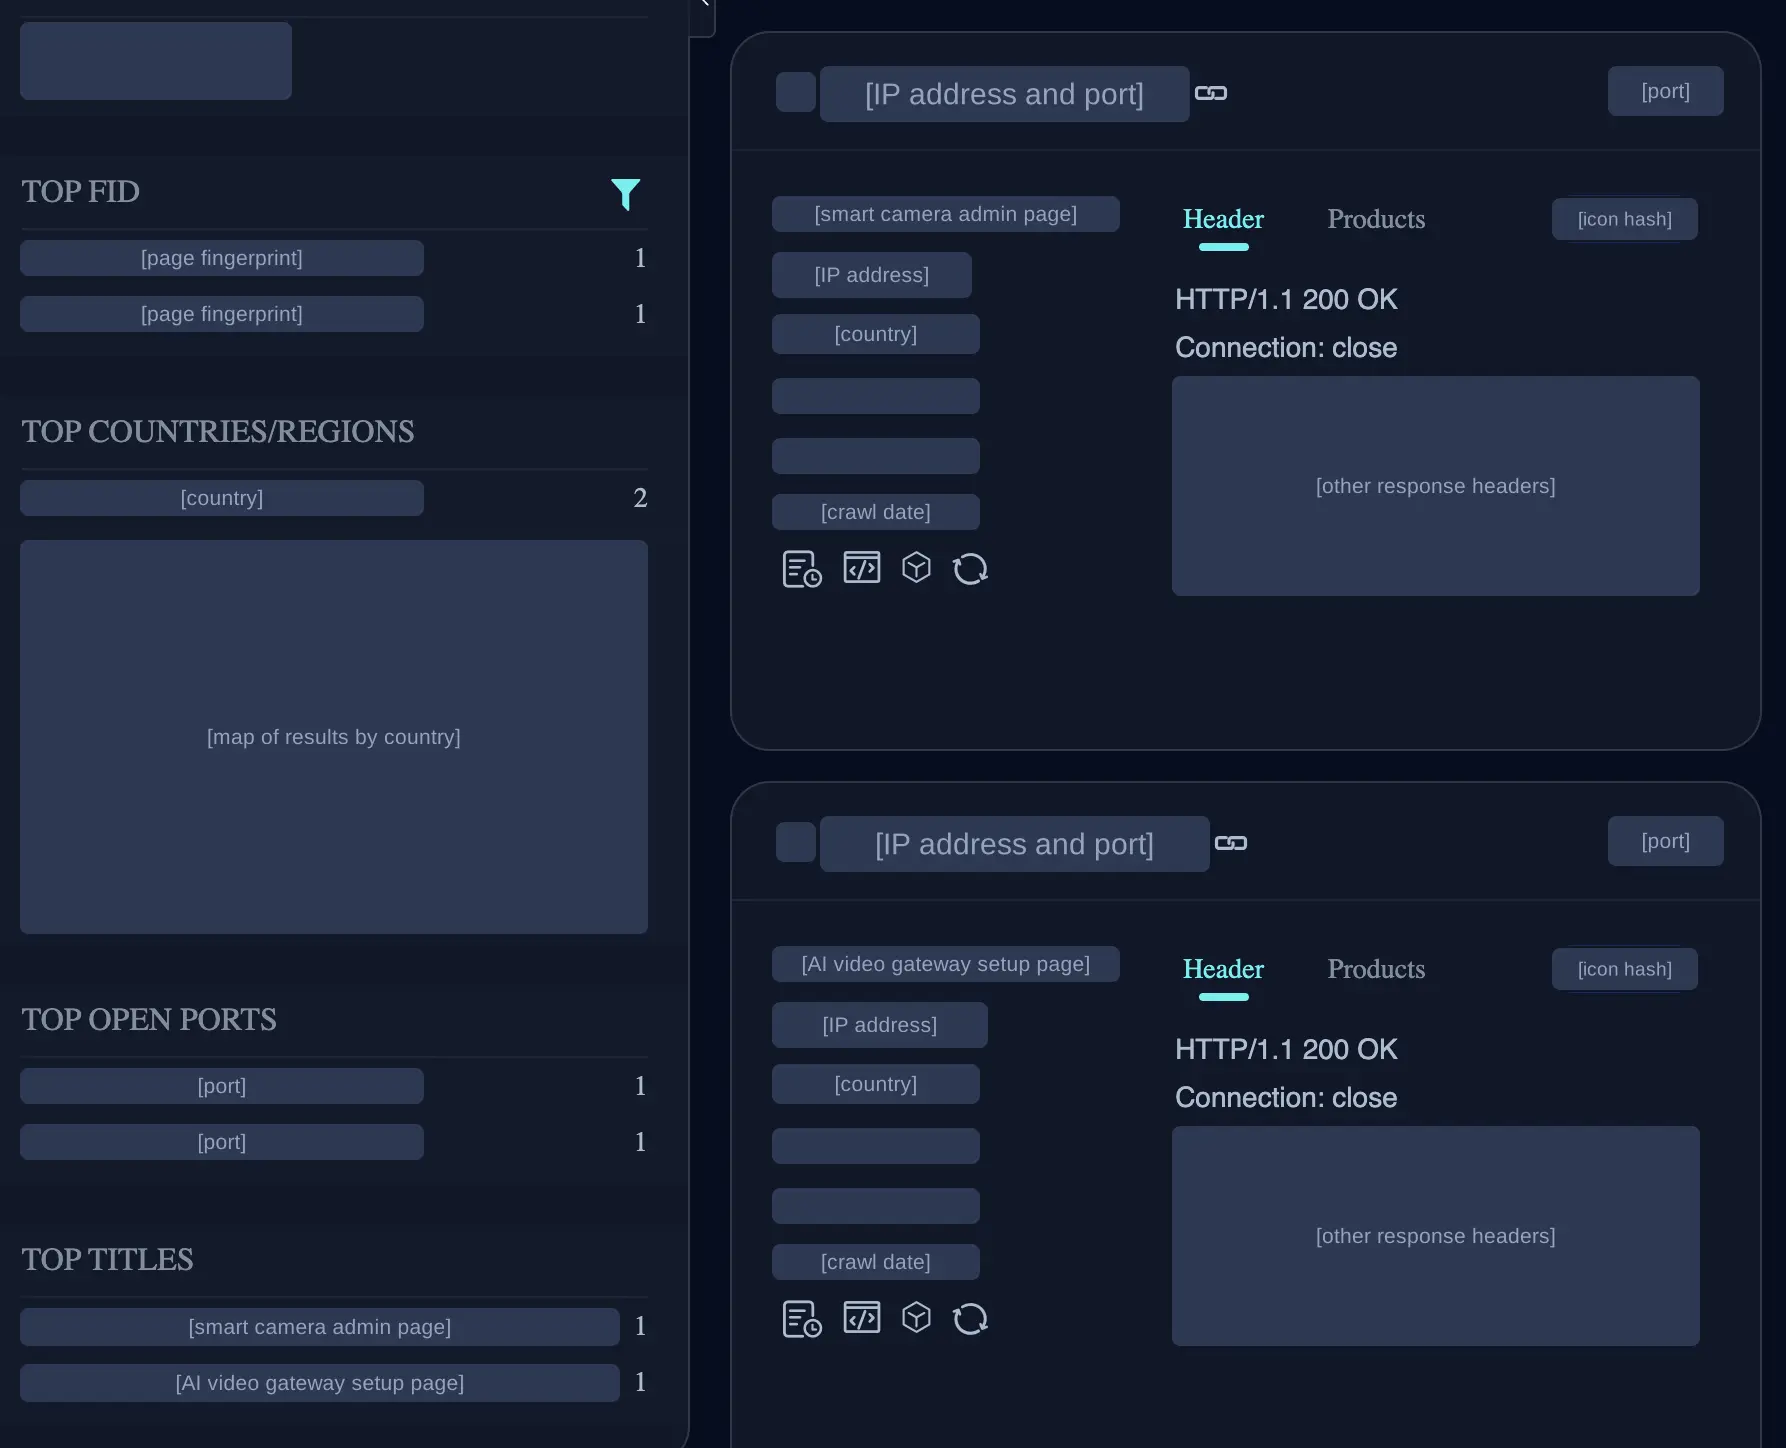 TOP FID
[page fingerprint] 1
[page fingerprint] 1
TOP COUNTRIES/REGIONS
[country] 2
[map of results by country]
TOP OPEN PORTS
[port] 1
[port] 1
TOP TITLES
[smart camera admin page] 1
[AI video gateway setup page] 1
[IP address and port] [port]
[smart camera admin page]
[IP address]
[country]
[crawl date]
Header Products [icon hash]
HTTP/1.1 200 OK
Connection: close
[other response headers]
[IP address and port] [port]
[AI video gateway setup page]
[IP address]
[country]
[crawl date]
Header Products [icon hash]
HTTP/1.1 200 OK
Connection: close
[other response headers]